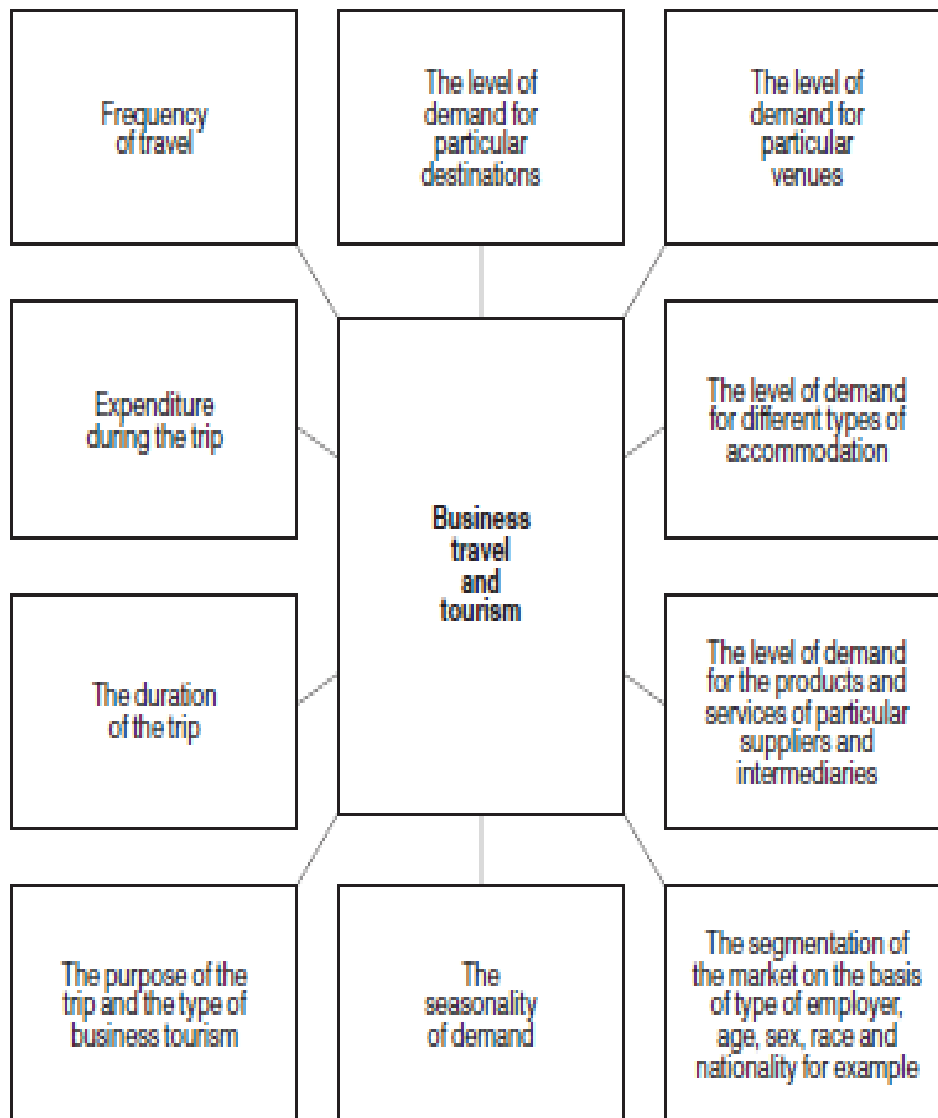 Frequency
of travel
The level of
demand for
particular
destinations
The level of
demand for
particular
venues
Expenditure
during the trip
Business
travel
and
tourism
The level of demand
for different types of
accommodation
The duration
of the trip
The level of demand
for the products and
services of particular
suppliers and
intermediaries
The purpose of the
trip and the type of
business tourism
The
seasonality
of demand
The segmentation of
the market on the basis
of type of employer,
age, sex, race and
nationality for example